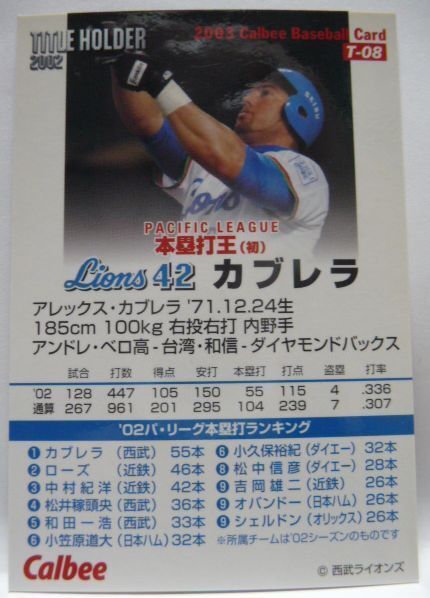 TITLE HOLDER
2002
2003 Calbee Baseball Card
T-08
SEIBU
Lions
PACIFIC LEAGUE
本塁打王(初)
Lions 42 カブレラ
アレックス・カブレラ '71.12.24生
185cm 100kg 右投右打 内野手
アンドレ・ベロ高-台湾・和信-ダイヤモンドバックス
試合 打数 得点 安打 本塁打 打点 盗塁 打率
'02 128 447 105 150 55 115 4 .336
通算 267 961 201 295 104 239 7 .307
'02パ・リーグ本塁打ランキング
1 カブレラ (西武) 55本
2 ローズ (近鉄) 46本
3 中村紀洋 (近鉄) 42本
4 松井稼頭央 (西武) 36本
5 和田一浩 (西武) 33本
6 小笠原道大 (日本ハム) 32本
6 小久保裕紀 (ダイエー) 32本
8 松中信彦 (ダイエー) 28本
9 吉岡雄二 (近鉄) 26本
9 オバンドー (日本ハム) 26本
9 シェルドン (オリックス) 26本
※所属チームは'02シーズンのものです
Calbee
© 西武ライオンズ